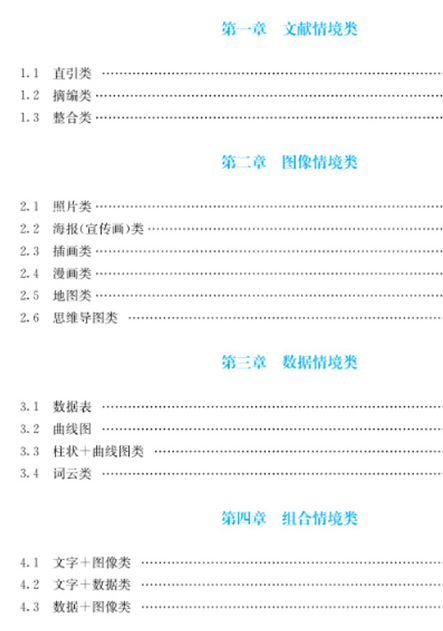 第一章 文献情境类
1.1 直引类
1.2 摘编类
1.3 整合类
第二章 图像情境类
2.1 照片类
2.2 海报(宣传画)类
2.3 插画类
2.4 漫画类
2.5 地图类
2.6 思维导图类
第三章 数据情境类
3.1 数据表
3.2 曲线图
3.3 柱状+曲线图类
3.4 词云类
第四章 组合情境类
4.1 文字+图像类
4.2 文字+数据类
4.3 数据+图像类